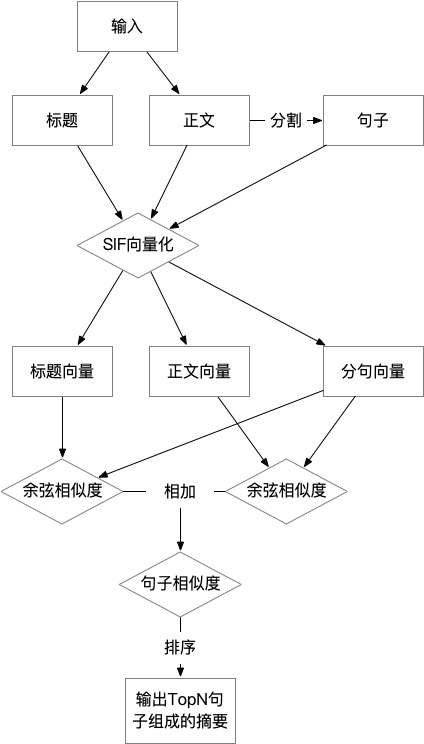 输入
标题
正文
分割
句子
SIF向量化
标题向量
正文向量
分句向量
余弦相似度
相加
余弦相似度
句子相似度
排序
输出TopN句
子组成的摘要